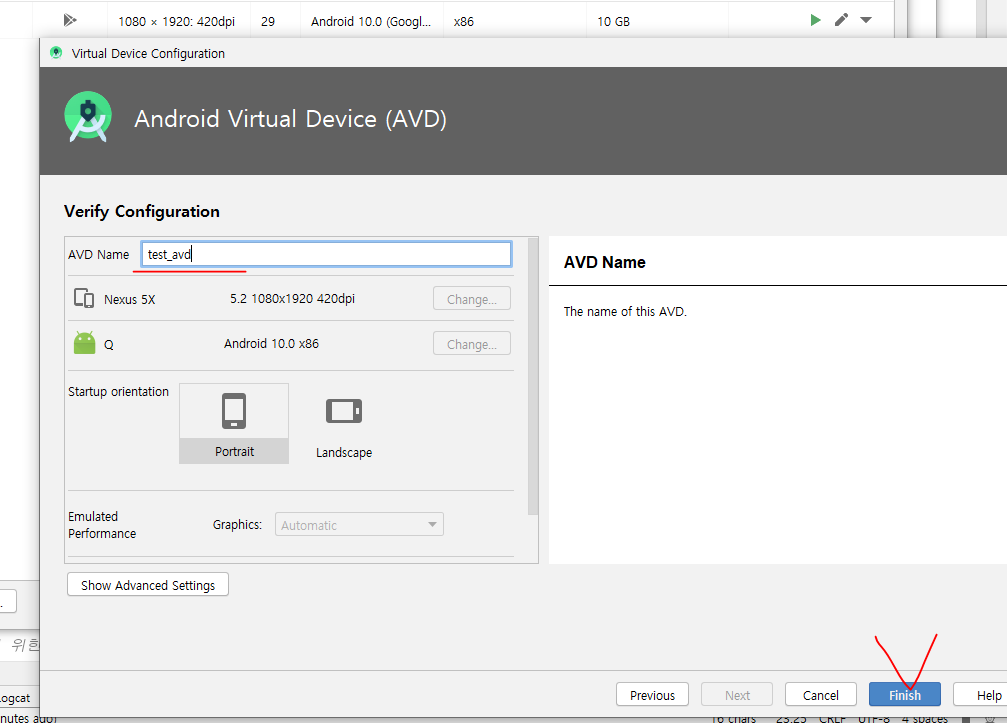 1080 × 1920: 420dpi 29 Android 10.0 (Googl... x86 10 GB
Virtual Device Configuration
Android Virtual Device (AVD)
Verify Configuration
AVD Name test_avd
Nexus 5X 5.2 1080x1920 420dpi Change...
Q Android 10.0 x86 Change...
Startup orientation
Portrait
Landscape
Emulated
Performance
Graphics: Automatic
Show Advanced Settings
AVD Name
The name of this AVD.
위한
Previous Next Cancel Finish Help
ogcat
nutes ago)
16 chars 23:25 CRLF UTF-8 4 spaces